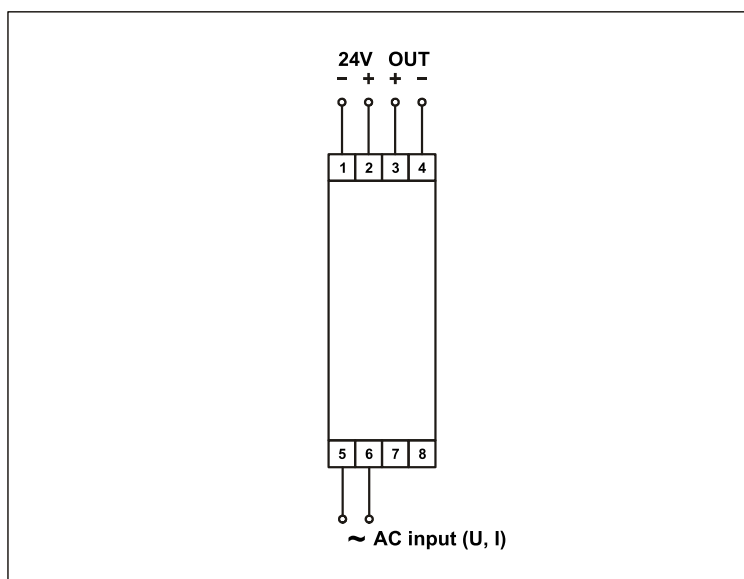 24V OUT
− + + −
1 2 3 4
5 6 7 8
~ AC input (U, I)